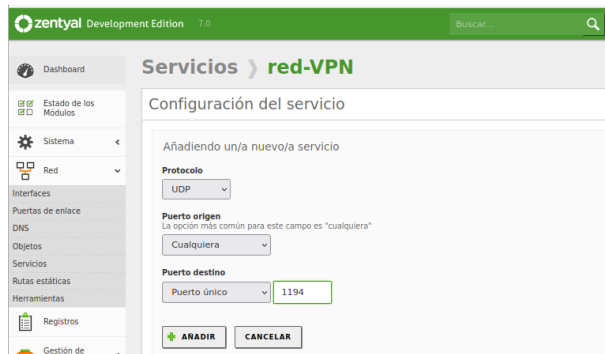 zentyal Development Edition 7.0
Buscar...
Dashboard
Estado de los
Módulos
Sistema
Red
Interfaces
Puertas de enlace
DNS
Objetos
Servicios
Rutas estáticas
Herramientas
Registros
Gestión de
Servicios ⟩ red-VPN
Configuración del servicio
Añadiendo un/a nuevo/a servicio
Protocolo
UDP
Puerto origen
La opción más común para este campo es "cualquiera"
Cualquiera
Puerto destino
Puerto único 1194
+ AÑADIR CANCELAR